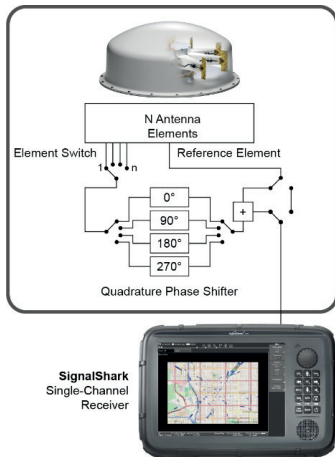 N Antenna
Elements
Element Switch
Reference Element
1
n
0°
90°
180°
270°
+
Quadrature Phase Shifter
SignalShark
Single-Channel
Receiver